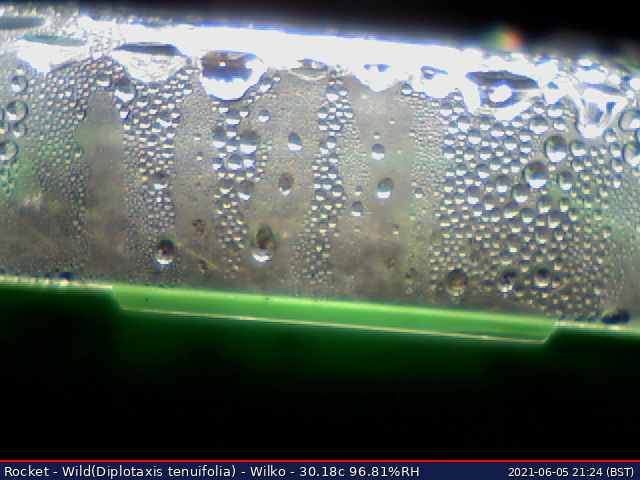 Rocket - Wild(Diplotaxis tenuifolia) - Wilko - 30.18c 96.81%RH 2021-06-05 21:24 (BST)